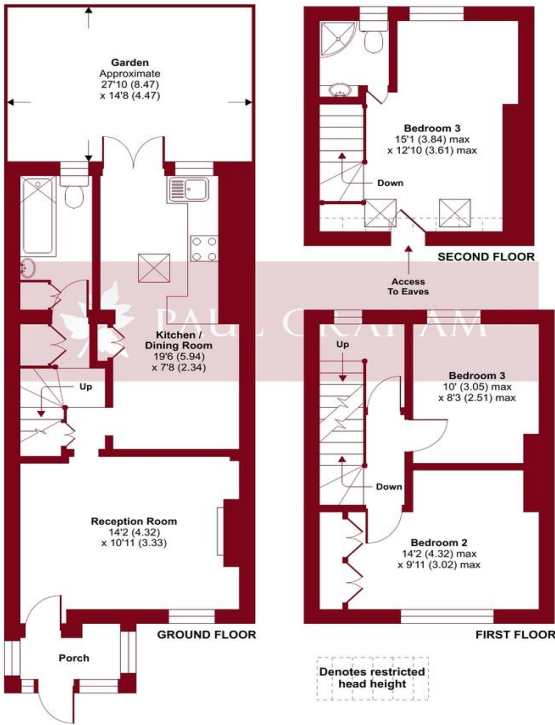 Garden
Approximate
27'10 (8.47)
x 14'8 (4.47)
Bedroom 3
15'1 (3.84) max
x 12'10 (3.61) max
Down
SECOND FLOOR
Access
To Eaves
PAUL GRAHAM
Kitchen /
Dining Room
19'6 (5.94)
x 7'8 (2.34)
Up
Reception Room
14'2 (4.32)
x 10'11 (3.33)
GROUND FLOOR
Porch
Up
Bedroom 3
10' (3.05) max
x 8'3 (2.51) max
Down
Bedroom 2
14'2 (4.32) max
x 9'11 (3.02) max
FIRST FLOOR
Denotes restricted
head height